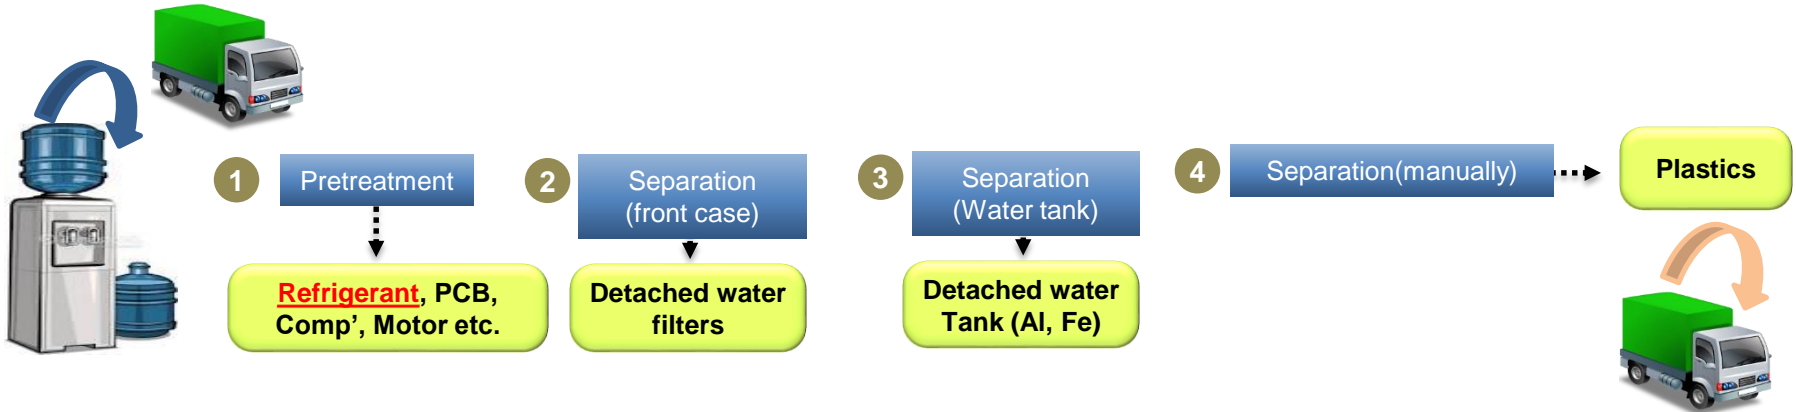 1
Pretreatment
Refrigerant, PCB,
Comp’, Motor etc.
2
Separation
(front case)
Detached water
filters
3
Separation
(Water tank)
Detached water
Tank (Al, Fe)
4
Separation(manually)
Plastics